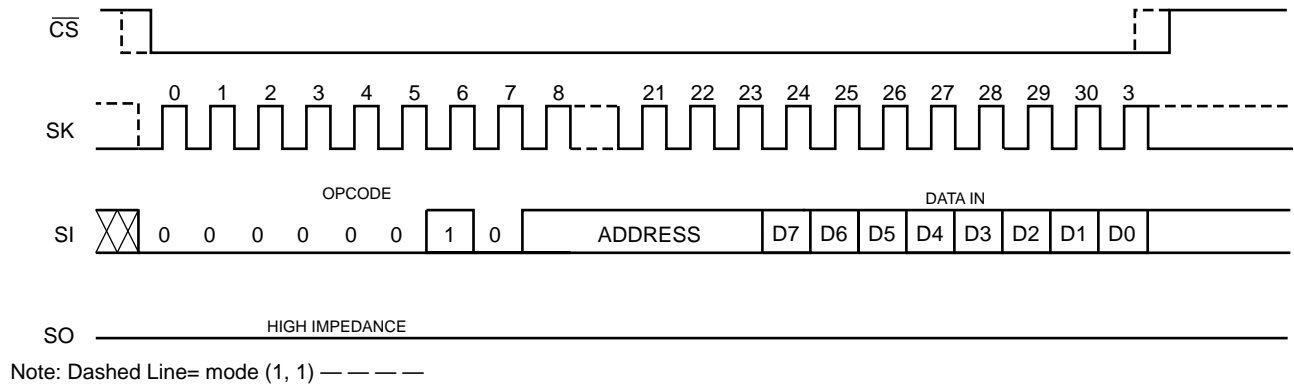 CS
0 1 2 3 4 5 6 7 8 21 22 23 24 25 26 27 28 29 30 3
SK
OPCODE
DATA IN
SI 0 0 0 0 0 0 1 0 ADDRESS D7 D6 D5 D4 D3 D2 D1 D0
HIGH IMPEDANCE
SO
Note: Dashed Line= mode (1, 1) — — — —